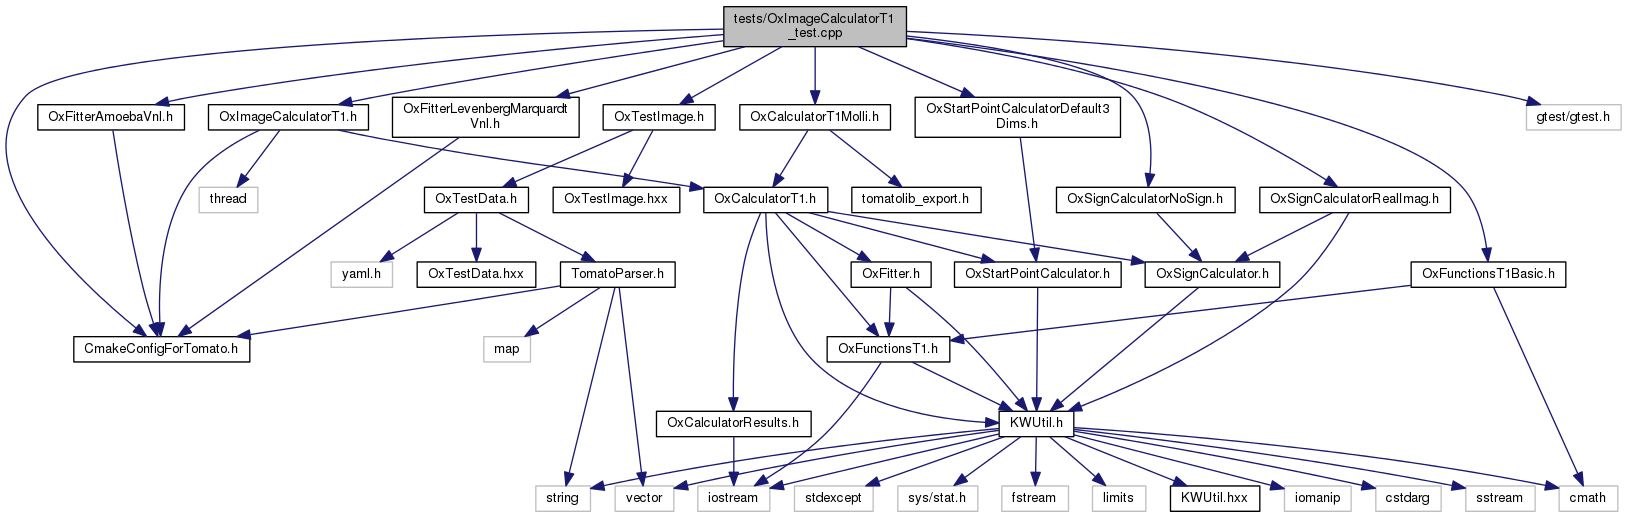 tests/OxImageCalculatorT1
_test.cpp
OxFitterAmoebaVnl.h
OxImageCalculatorT1.h
OxFitterLevenbergMarquardt
Vnl.h
OxTestImage.h
OxCalculatorT1Molli.h
OxStartPointCalculatorDefault3
Dims.h
gtest/gtest.h
thread
OxTestData.h
OxTestImage.hxx
OxCalculatorT1.h
tomatolib_export.h
OxSignCalculatorNoSign.h
OxSignCalculatorRealImag.h
yaml.h
OxTestData.hxx
TomatoParser.h
OxFitter.h
OxStartPointCalculator.h
OxSignCalculator.h
OxFunctionsT1Basic.h
CmakeConfigForTomato.h
map
OxFunctionsT1.h
OxCalculatorResults.h
KWUtil.h
string
vector
iostream
stdexcept
sys/stat.h
fstream
limits
KWUtil.hxx
iomanip
cstdarg
sstream
cmath